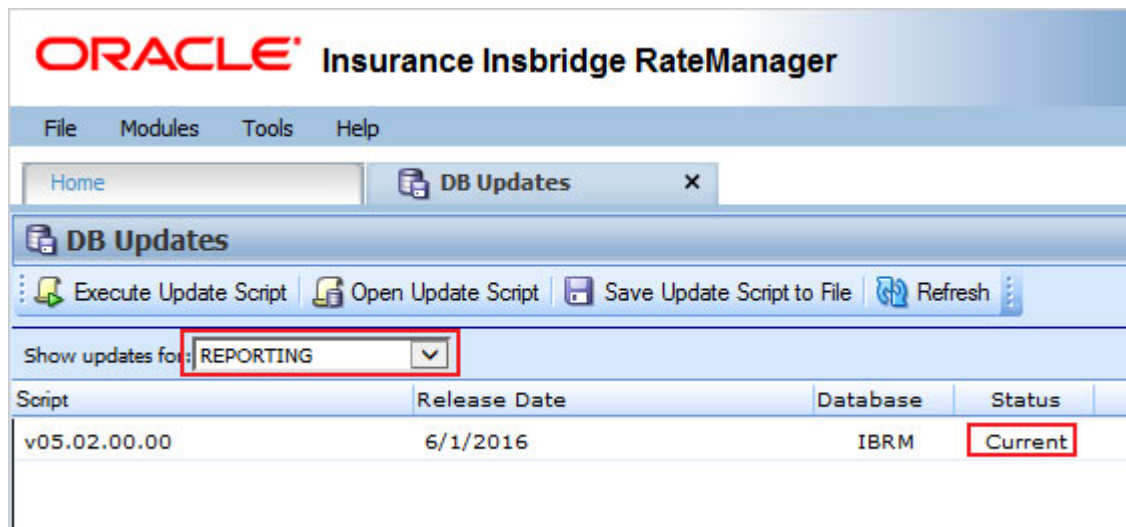 ORACLE Insurance Insbridge RateManager
File Modules Tools Help
Home DB Updates ×
DB Updates
Execute Update Script Open Update Script Save Update Script to File Refresh
Show updates for: REPORTING
Script Release Date Database Status
v05.02.00.00 6/1/2016 IBRM Current